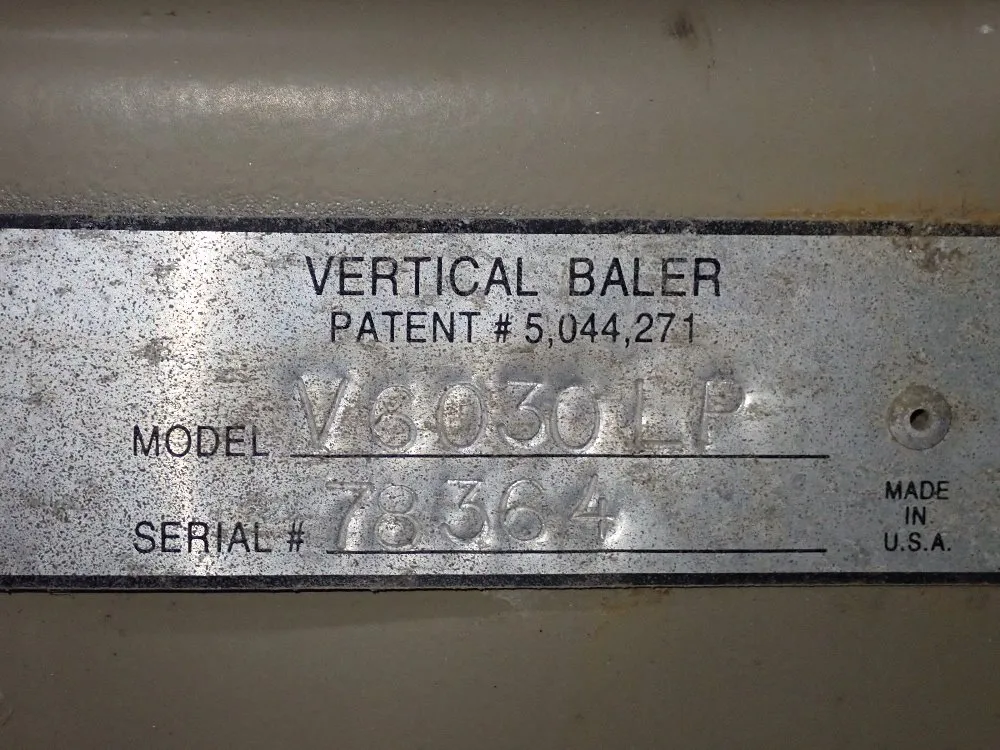 VERTICAL BALER
PATENT # 5,044,271
MODEL V6030LP
SERIAL # 78364
MADE
IN
U.S.A.